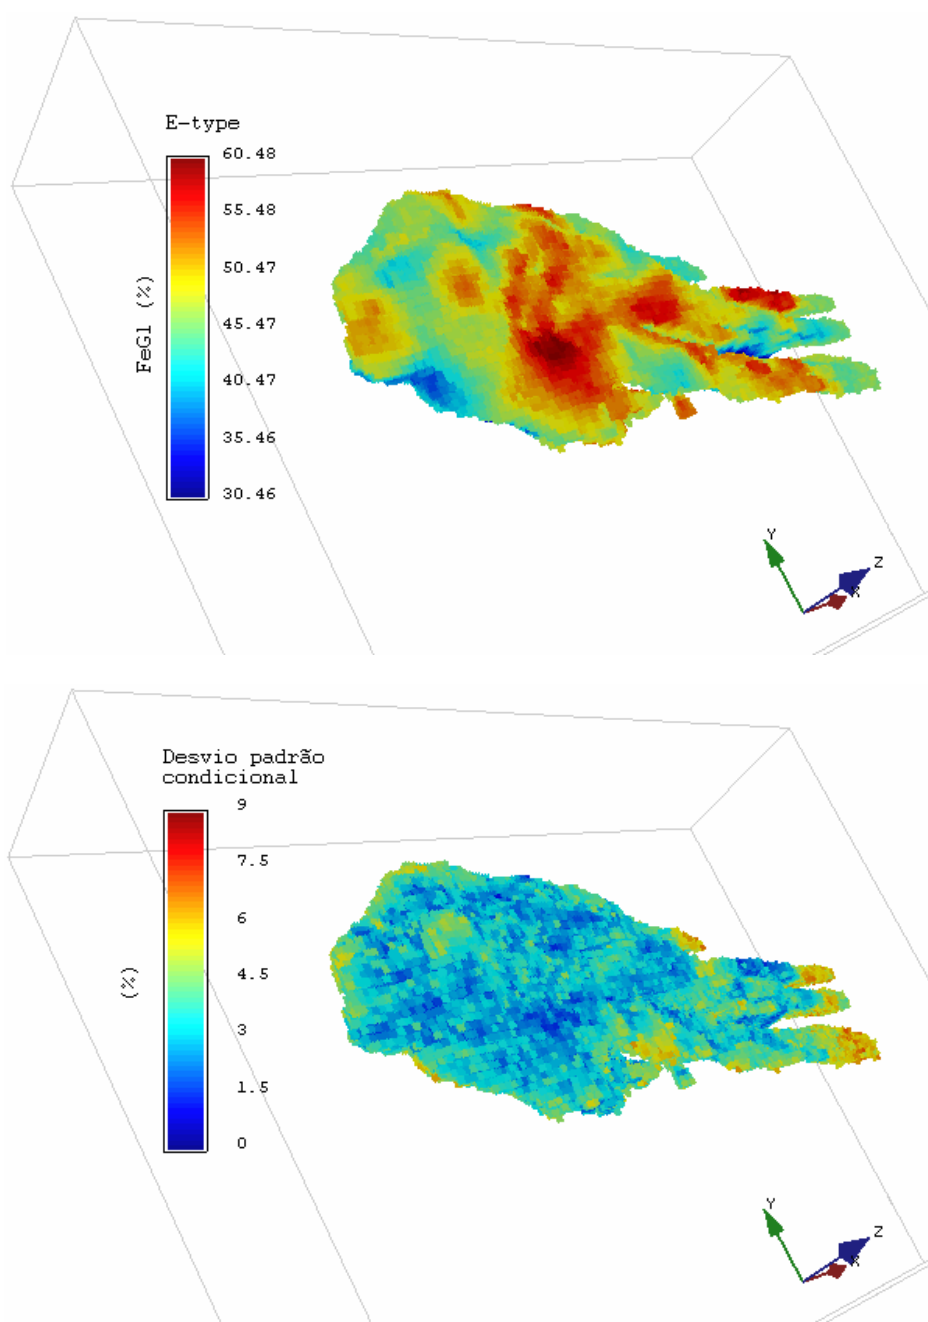 E-type
60.48
55.48
50.47
45.47
40.47
35.46
30.46
FeGl (%)
Y
Z
X
Desvio padrão
condicional
9
7.5
6
4.5
3
1.5
0
(%)
Y
Z
X